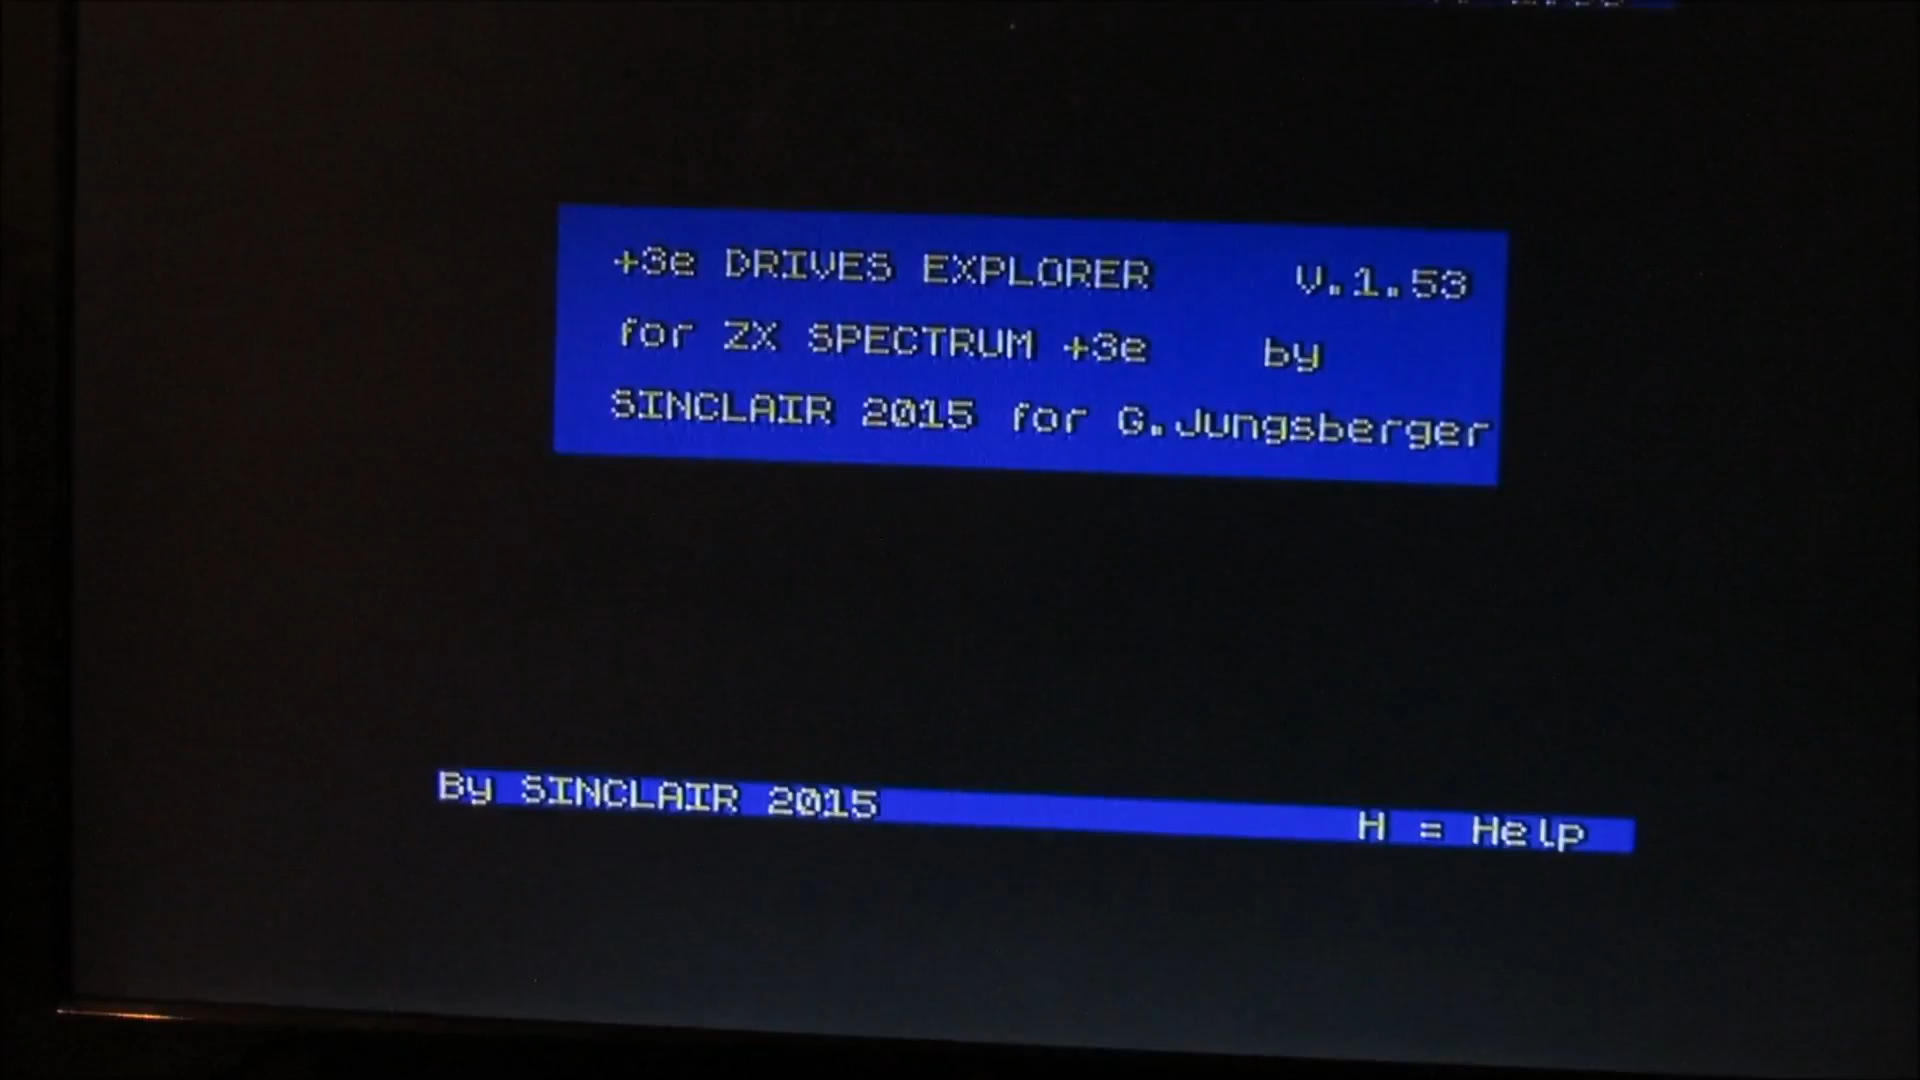 +3e DRIVES EXPLORER V.1.53
for ZX SPECTRUM +3e by
SINCLAIR 2015 for G.Jungsberger
By SINCLAIR 2015 H = Help